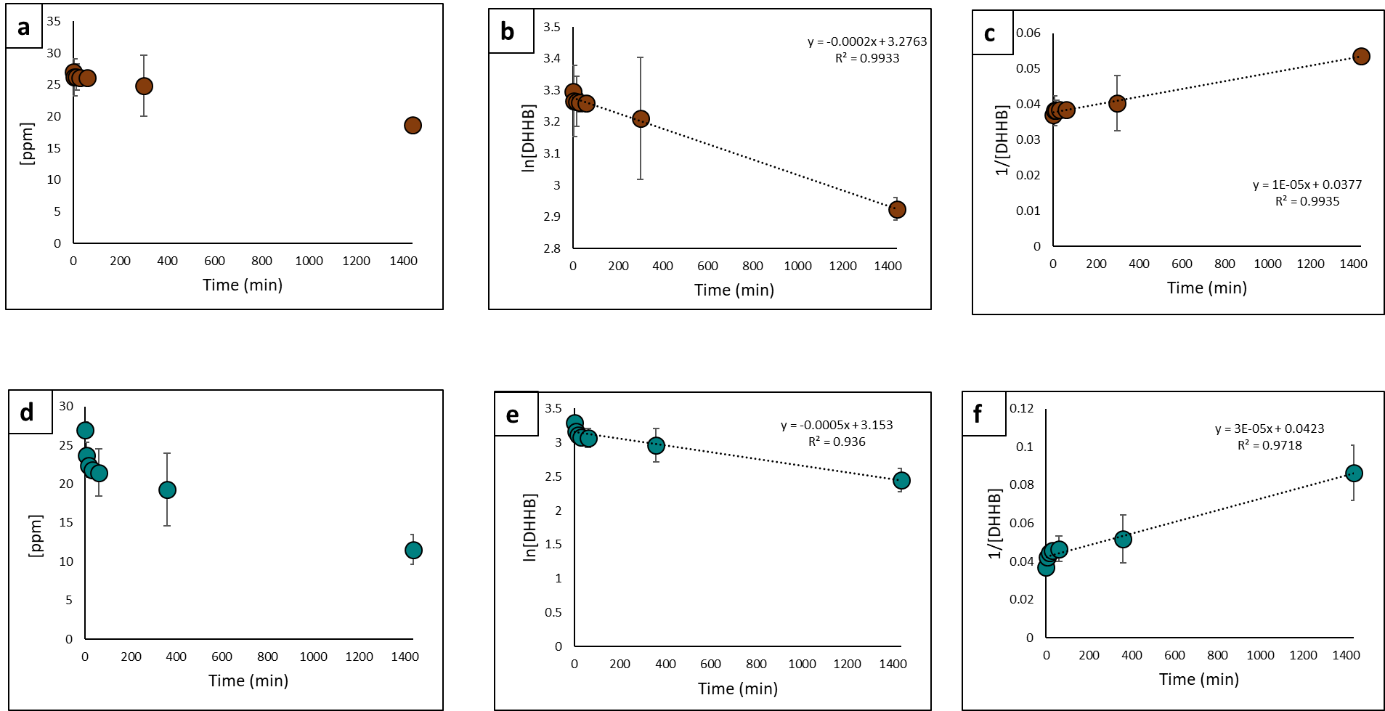 a
35
30
25
20
15
10
5
0
[ppm]
0 200 400 600 800 1000 1200 1400
Time (min)
b
3.5
3.4
3.3
3.2
3.1
3
2.9
2.8
ln[DHHB]
y = -0.0002x + 3.2763
R² = 0.9933
0 200 400 600 800 1000 1200 1400
Time (min)
c
0.06
0.05
0.04
0.03
0.02
0.01
0
1/[DHHB]
y = 1E-05x + 0.0377
R² = 0.9935
0 200 400 600 800 1000 1200 1400
Time (min)
d
30
25
20
15
10
5
0
[ppm]
0 200 400 600 800 1000 1200 1400
Time (min)
e
3.5
3
2.5
2
1.5
1
0.5
0
ln[DHHB]
y = -0.0005x + 3.153
R² = 0.936
0 200 400 600 800 1000 1200 1400
Time (min)
f
0.12
0.1
0.08
0.06
0.04
0.02
0
1/[DHHB]
y = 3E-05x + 0.0423
R² = 0.9718
0 200 400 600 800 1000 1200 1400
Time (min)